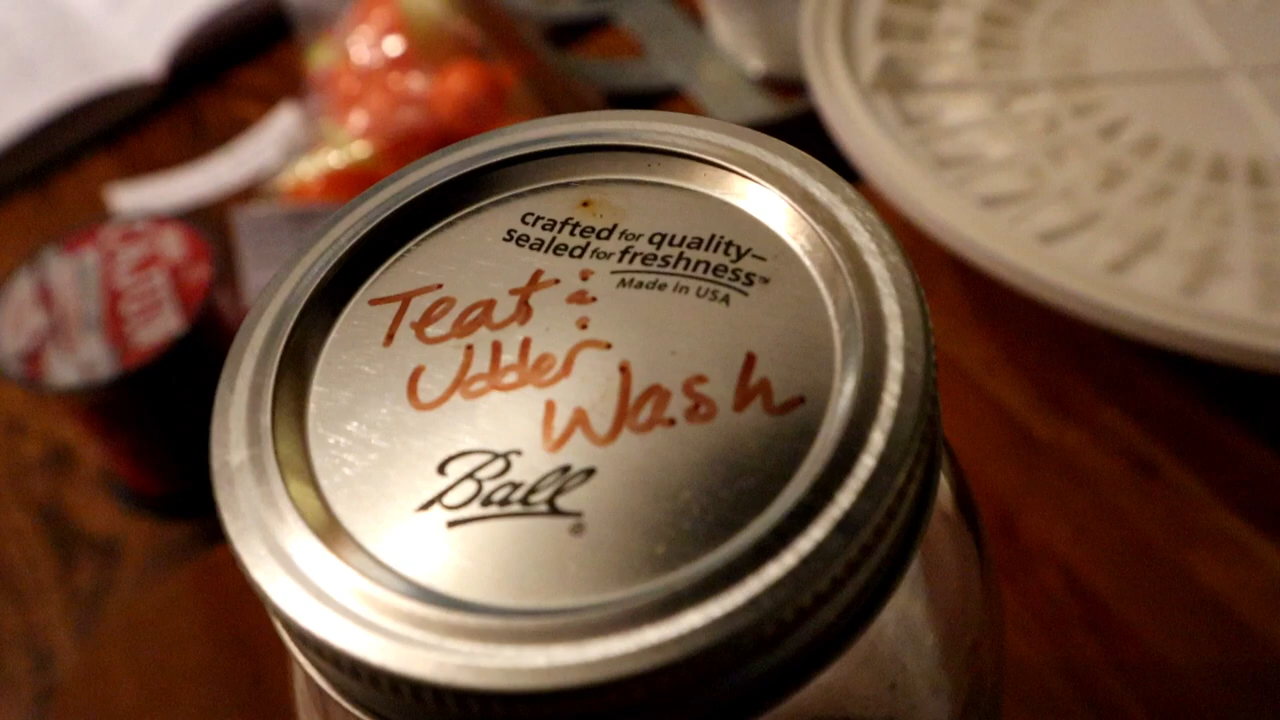 crafted for quality–
sealed for freshness™
Made in USA
Teat &
Udder
Wash
Ball®